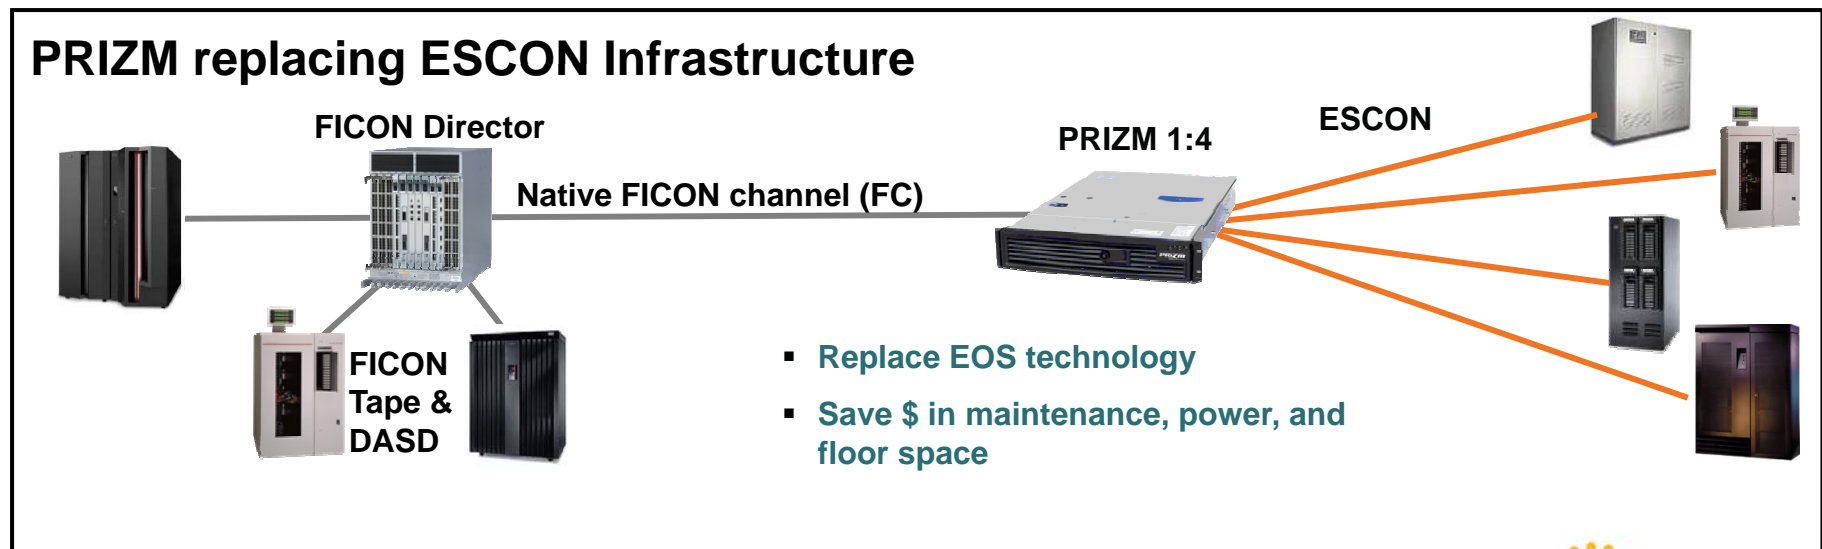 PRIZM replacing ESCON Infrastructure
FICON Director
ESCON
PRIZM 1:4
Native FICON channel (FC)
PRIZM
FICON
Tape &
DASD
▪ Replace EOS technology
▪ Save $ in maintenance, power, and
floor space